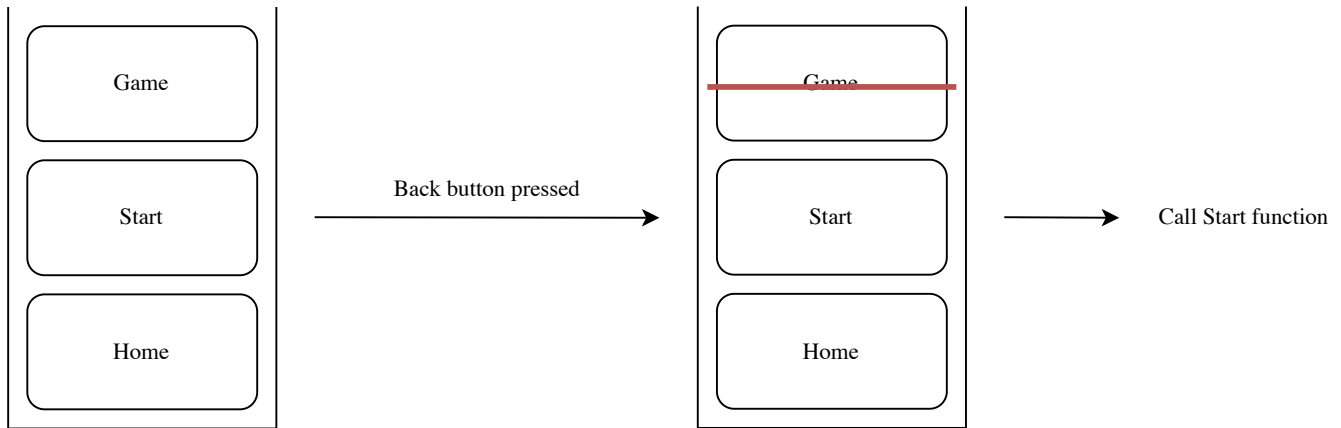 Game
Start
Home
Back button pressed
Game
Start
Home
Call Start function